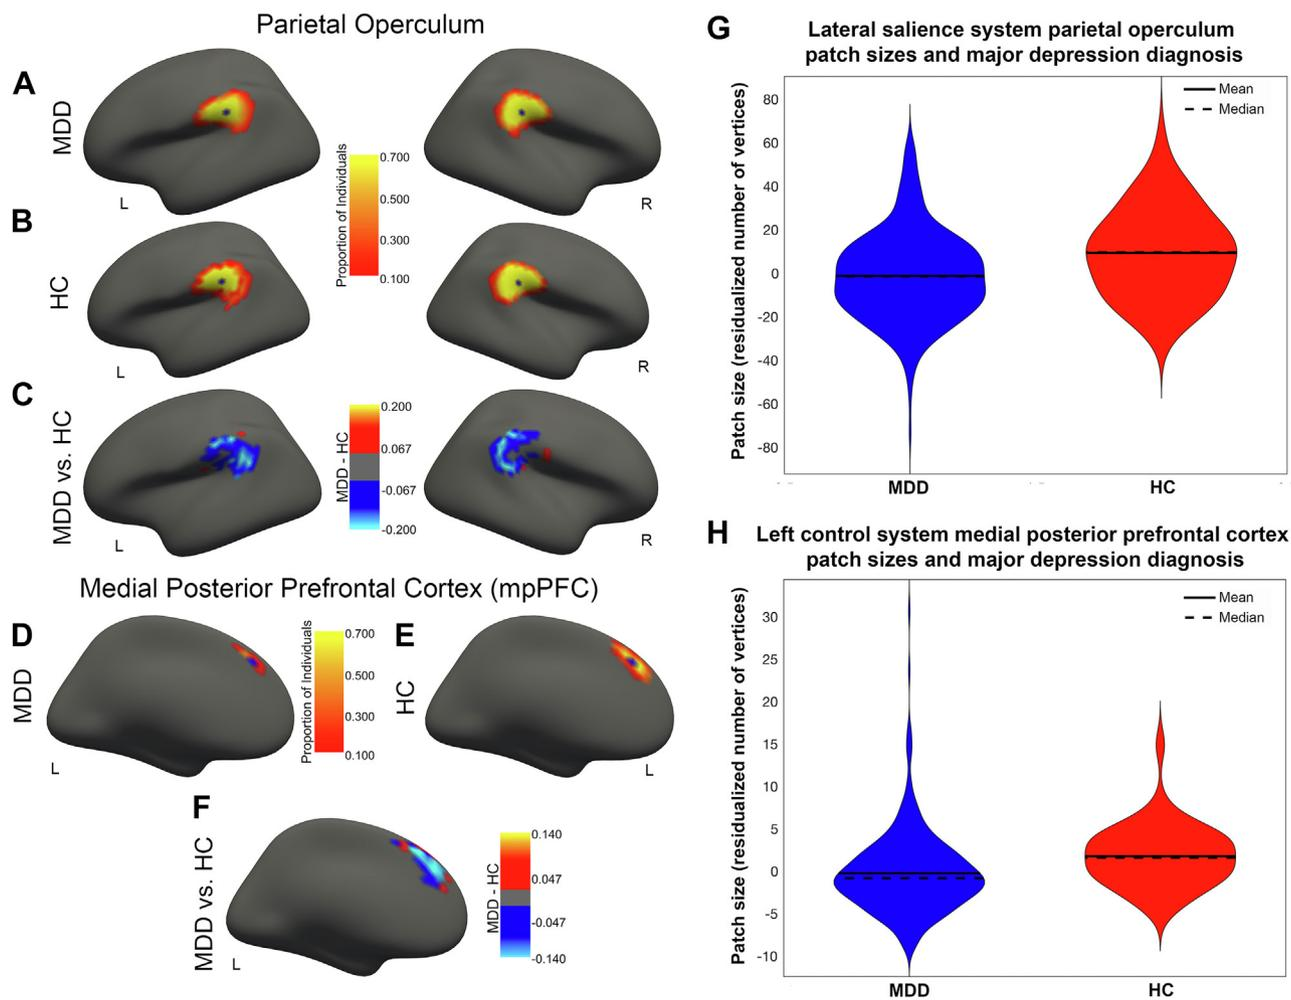 Parietal Operculum
A
MDD
L
R
Proportion of Individuals
0.700
0.500
0.300
0.100
B
HC
L
R
C
MDD vs. HC
L
R
MDD - HC
0.200
0.067
-0.067
-0.200
Medial Posterior Prefrontal Cortex (mpPFC)
D
MDD
L
Proportion of Individuals
0.700
0.500
0.300
0.100
E
HC
L
F
MDD vs. HC
L
MDD - HC
0.140
0.047
-0.047
-0.140
G
Lateral salience system parietal operculum
patch sizes and major depression diagnosis
Patch size (residualized number of vertices)
80
60
40
20
0
-20
-40
-60
-80
Mean
Median
MDD
HC
H
Left control system medial posterior prefrontal cortex
patch sizes and major depression diagnosis
Patch size (residualized number of vertices)
30
25
20
15
10
5
0
-5
-10
Mean
Median
MDD
HC